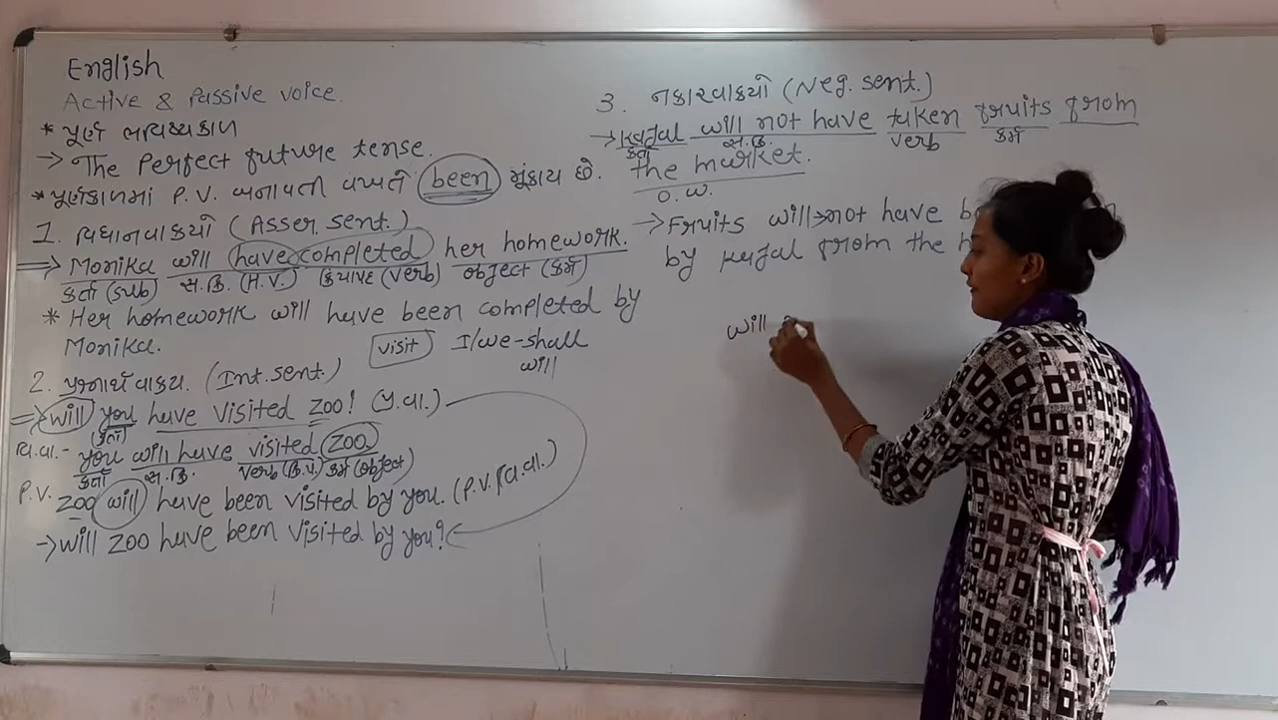 English
Active & Passive voice.
* પૂર્ણ ભવિષ્યકાળ
→ The Perfect future tense.
* પૂર્ણકાળમાં P.V. બનાવતી વખતે been મૂકાય છે.
1. વિધાનવાક્યો (Asser. sent.)
⇒ Monika will have completed her homework.
કર્તા (sub) સ.ક્રિ. (H.V.) ક્રિયાપદ (verb) object (કર્મ)
* Her homework will have been completed by
Monika.
visit I/we-shall
will
2. પ્રશ્નાર્થવાક્ય. (Int. sent.)
⇒ will you have visited zoo! (પ્ર.વા.)
(કર્તા)
વિ.વા.- you will have visited zoo.
કર્તા સ.ક્રિ. verb (ક્રિ.પ.) કર્મ (object)
P.V. zoo will have been visited by you. (P.V./વિ.વા.)
→ will zoo have been visited by you?
3. નકારવાક્યો (Neg. sent.)
→ Kajal will not have taken fruits from
કર્તા સ.ક્રિ. verb કર્મ
the market.
O.W.
→ Fruits will → not have
by Kajal from the
will